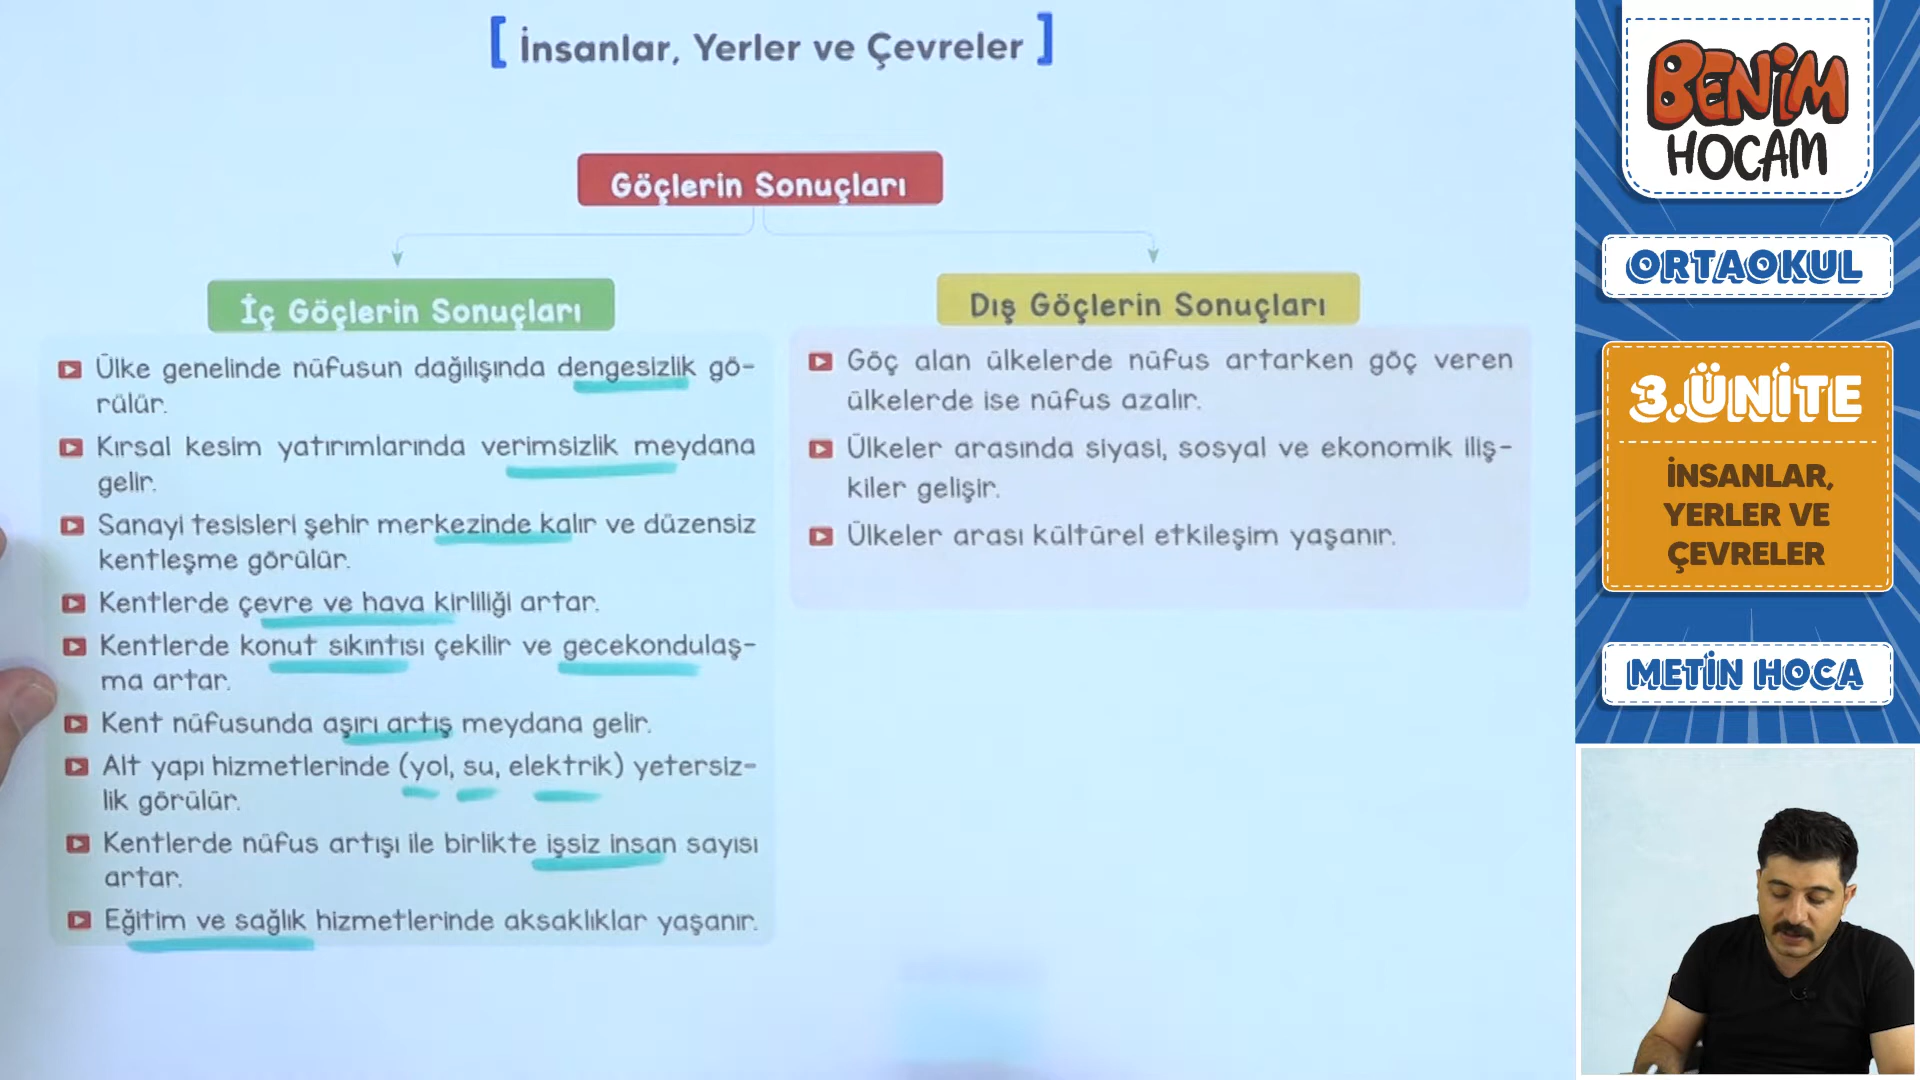 [ İnsanlar, Yerler ve Çevreler ]
Göçlerin Sonuçları
İç Göçlerin Sonuçları
Ülke genelinde nüfusun dağılışında dengesizlik gö-
rülür.
Kırsal kesim yatırımlarında verimsizlik meydana
gelir.
Sanayi tesisleri şehir merkezinde kalır ve düzensiz
kentleşme görülür.
Kentlerde çevre ve hava kirliliği artar.
Kentlerde konut sıkıntısı çekilir ve gecekondulaş-
ma artar.
Kent nüfusunda aşırı artış meydana gelir.
Alt yapı hizmetlerinde (yol, su, elektrik) yetersiz-
lik görülür.
Kentlerde nüfus artışı ile birlikte işsiz insan sayısı
artar.
Eğitim ve sağlık hizmetlerinde aksaklıklar yaşanır.
Dış Göçlerin Sonuçları
Göç alan ülkelerde nüfus artarken göç veren
ülkelerde ise nüfus azalır.
Ülkeler arasında siyasi, sosyal ve ekonomik iliş-
kiler gelişir.
Ülkeler arası kültürel etkileşim yaşanır.
BENİM
HOCAM
ORTAOKUL
3.ÜNİTE
İNSANLAR,
YERLER VE
ÇEVRELER
METİN HOCA